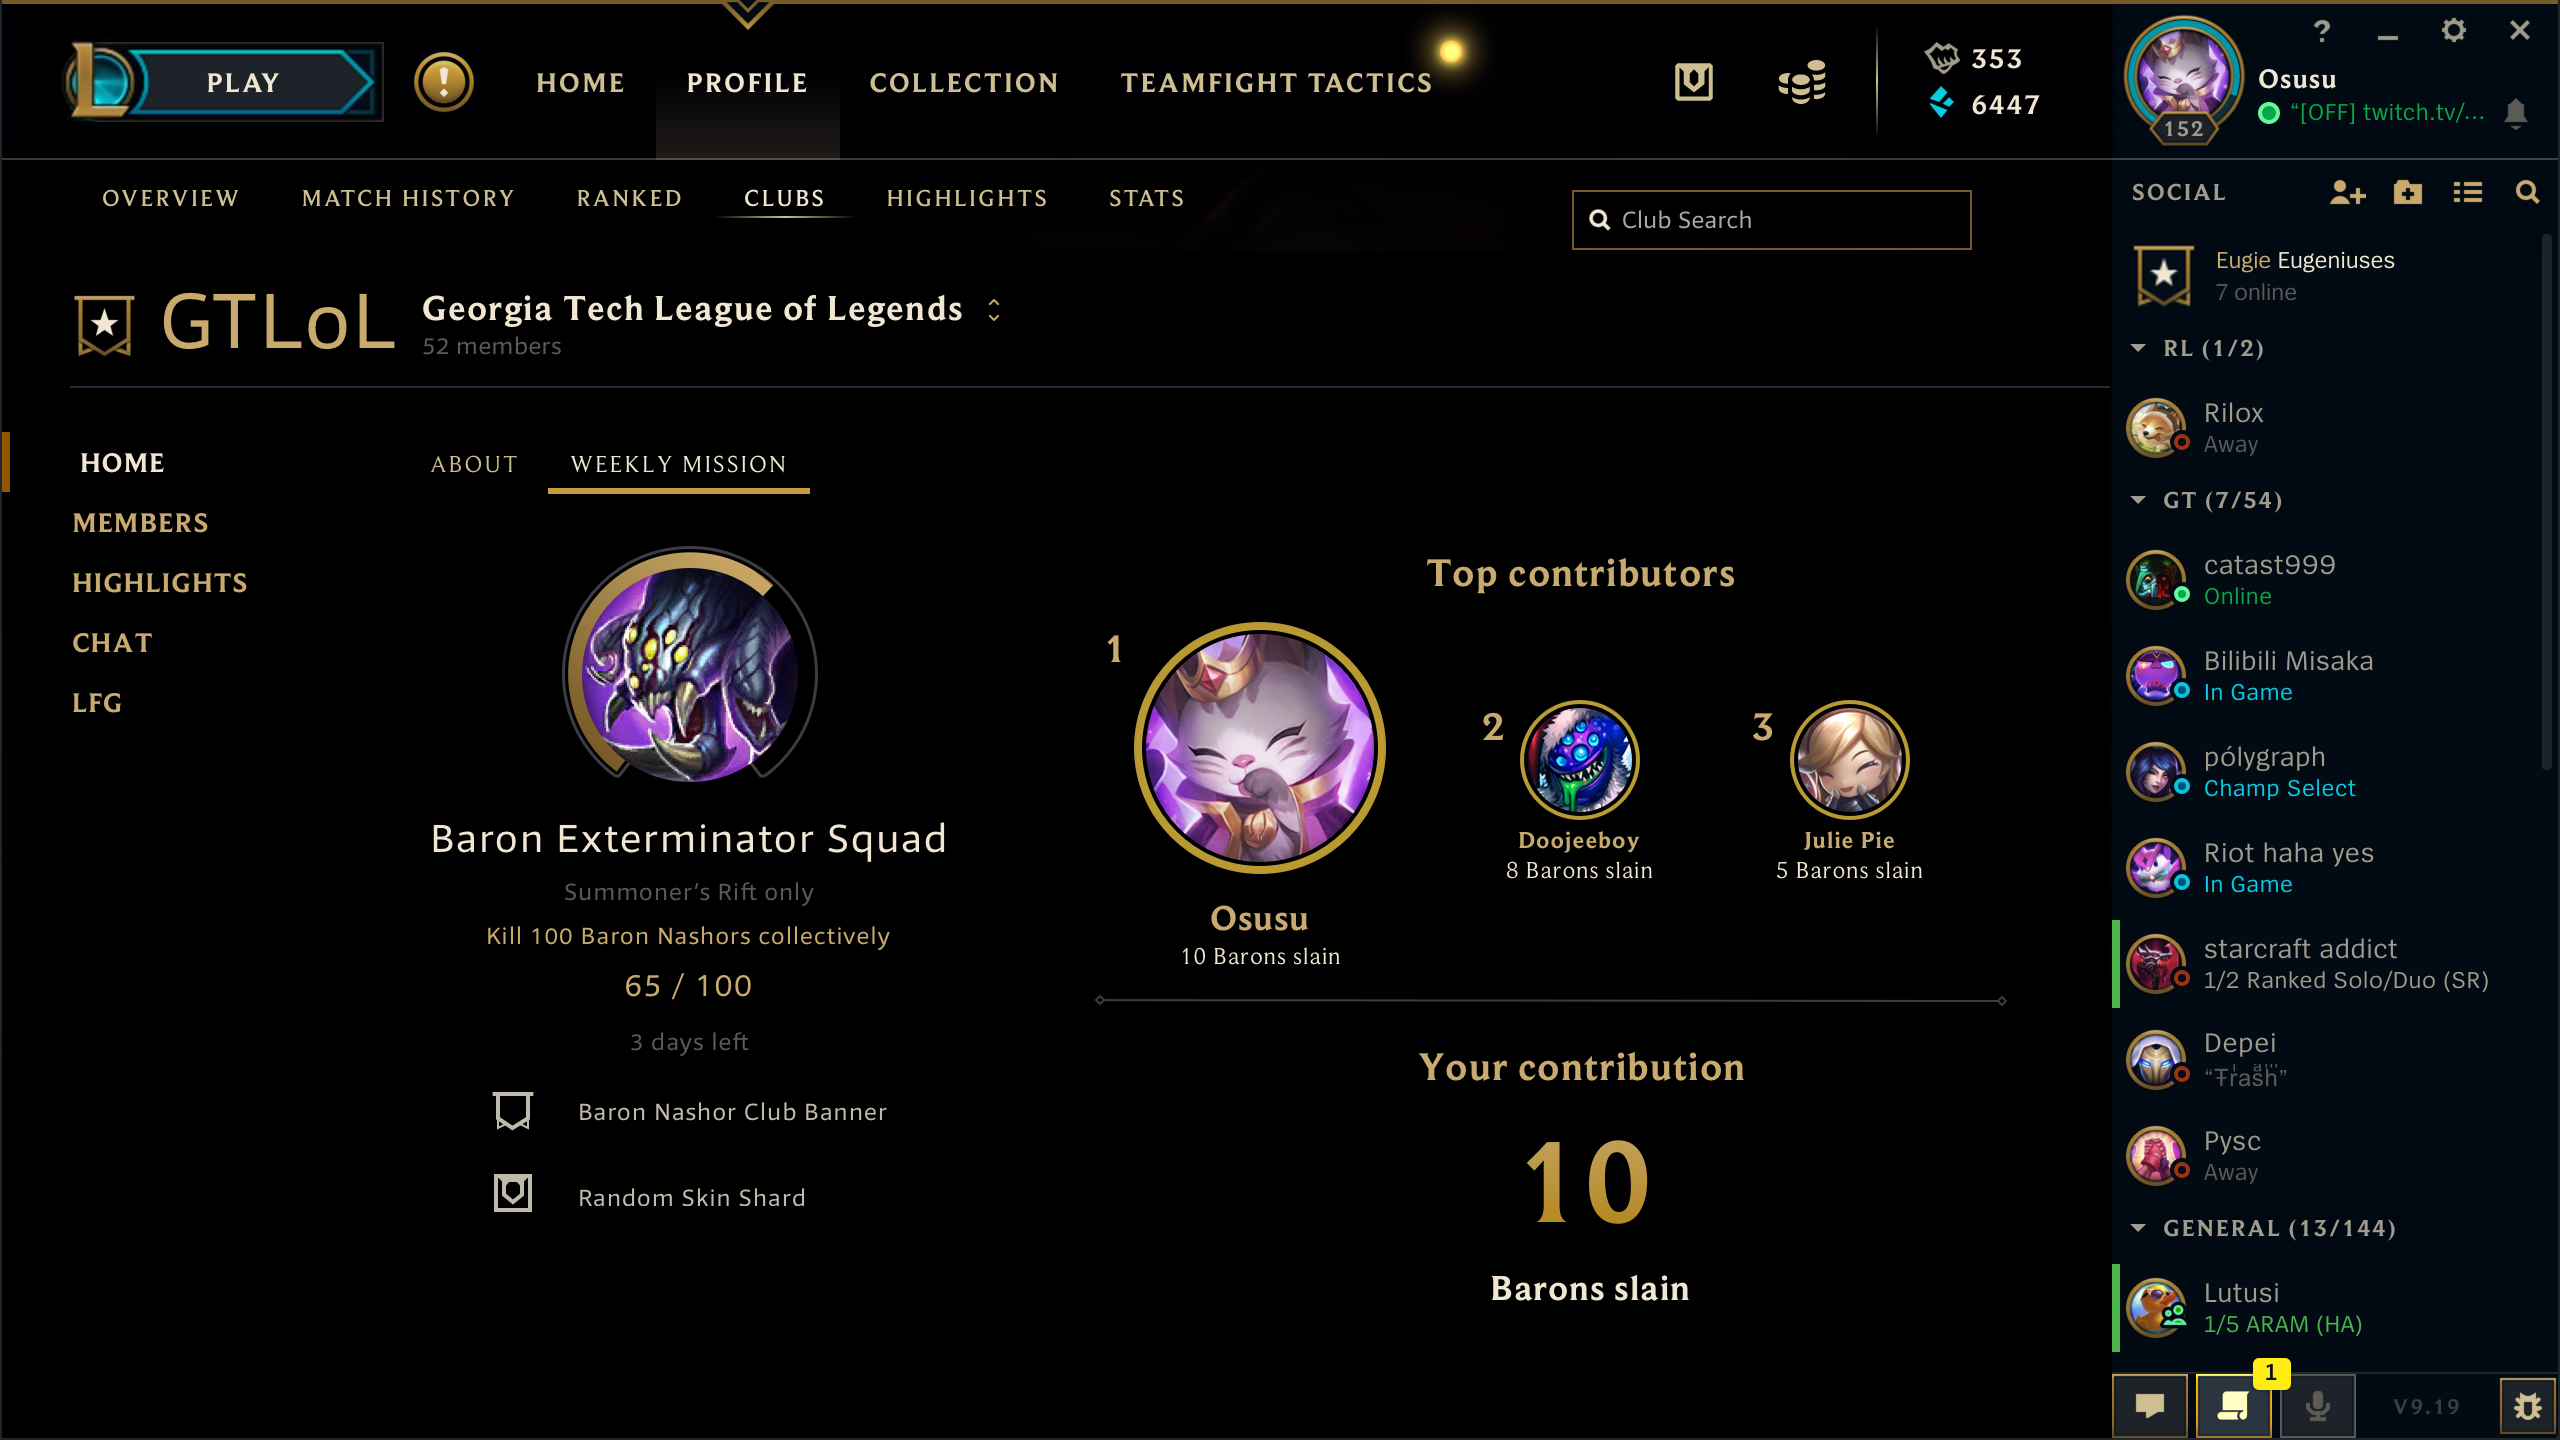 PLAY
HOME
PROFILE
COLLECTION
TEAMFIGHT TACTICS
353
6447
152
Osusu
“[OFF] twitch.tv/...
OVERVIEW
MATCH HISTORY
RANKED
CLUBS
HIGHLIGHTS
STATS
Club Search
GTLoL
Georgia Tech League of Legends
52 members
HOME
MEMBERS
HIGHLIGHTS
CHAT
LFG
ABOUT
WEEKLY MISSION
Baron Exterminator Squad
Summoner’s Rift only
Kill 100 Baron Nashors collectively
65 / 100
3 days left
Baron Nashor Club Banner
Random Skin Shard
Top contributors
1
Osusu
10 Barons slain
2
Doojeeboy
8 Barons slain
3
Julie Pie
5 Barons slain
Your contribution
10
Barons slain
SOCIAL
Eugie Eugeniuses
7 online
RL (1/2)
Rilox
Away
GT (7/54)
catast999
Online
Bilibili Misaka
In Game
pólygraph
Champ Select
Riot haha yes
In Game
starcraft addict
1/2 Ranked Solo/Duo (SR)
Depei
Pysc
Away
GENERAL (13/144)
Lutusi
1/5 ARAM (HA)
1
V9.19